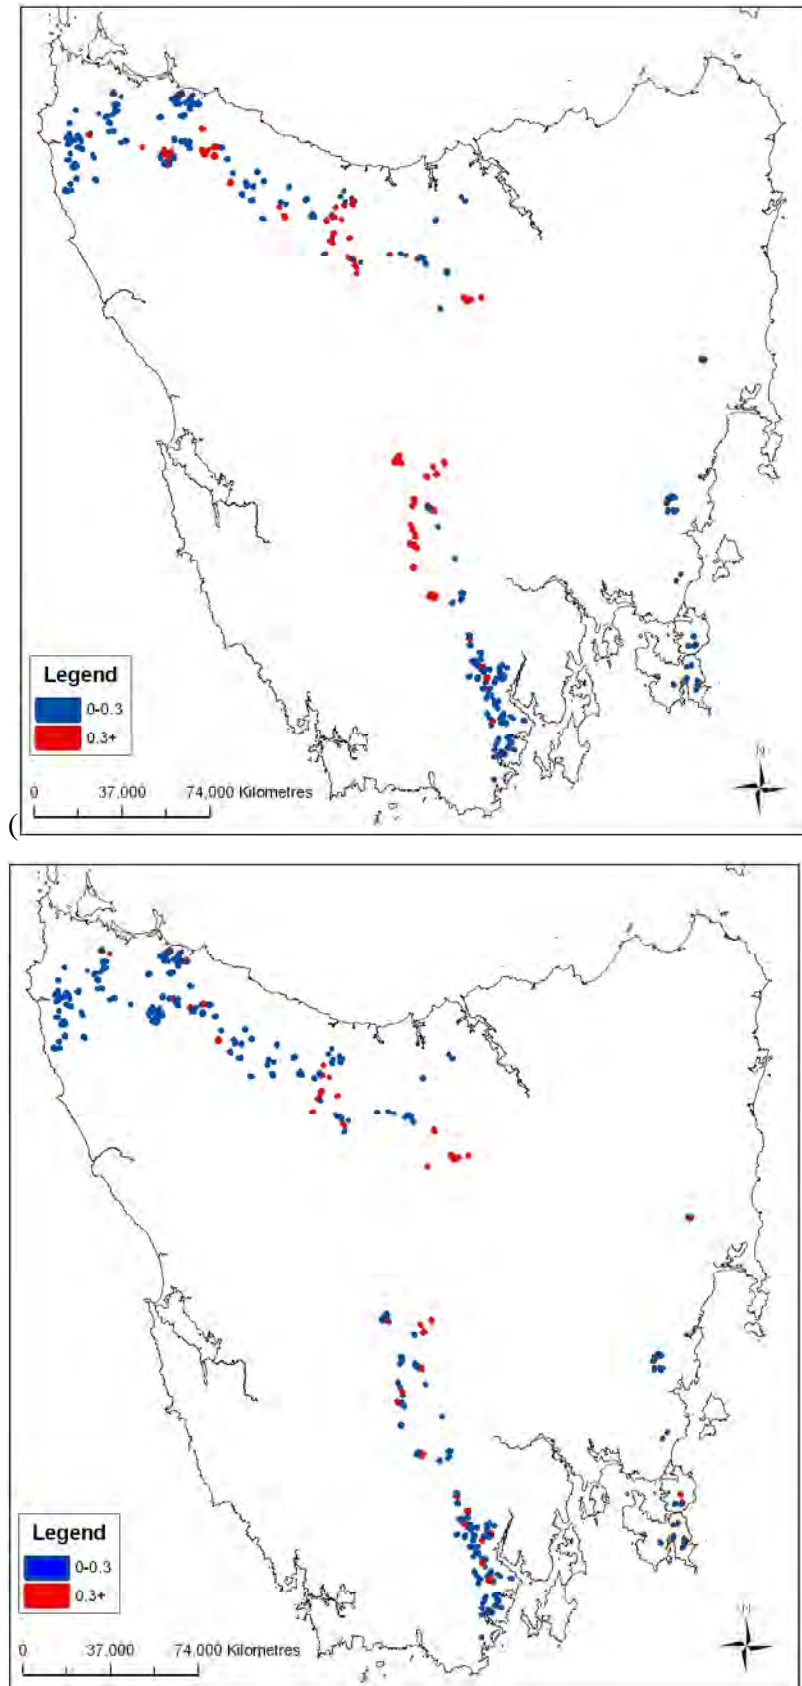 Legend
0-0.3
0.3+
0 37,000 74,000 Kilometres
N
(
Legend
0-0.3
0.3+
0 37,000 74,000 Kilometres
N